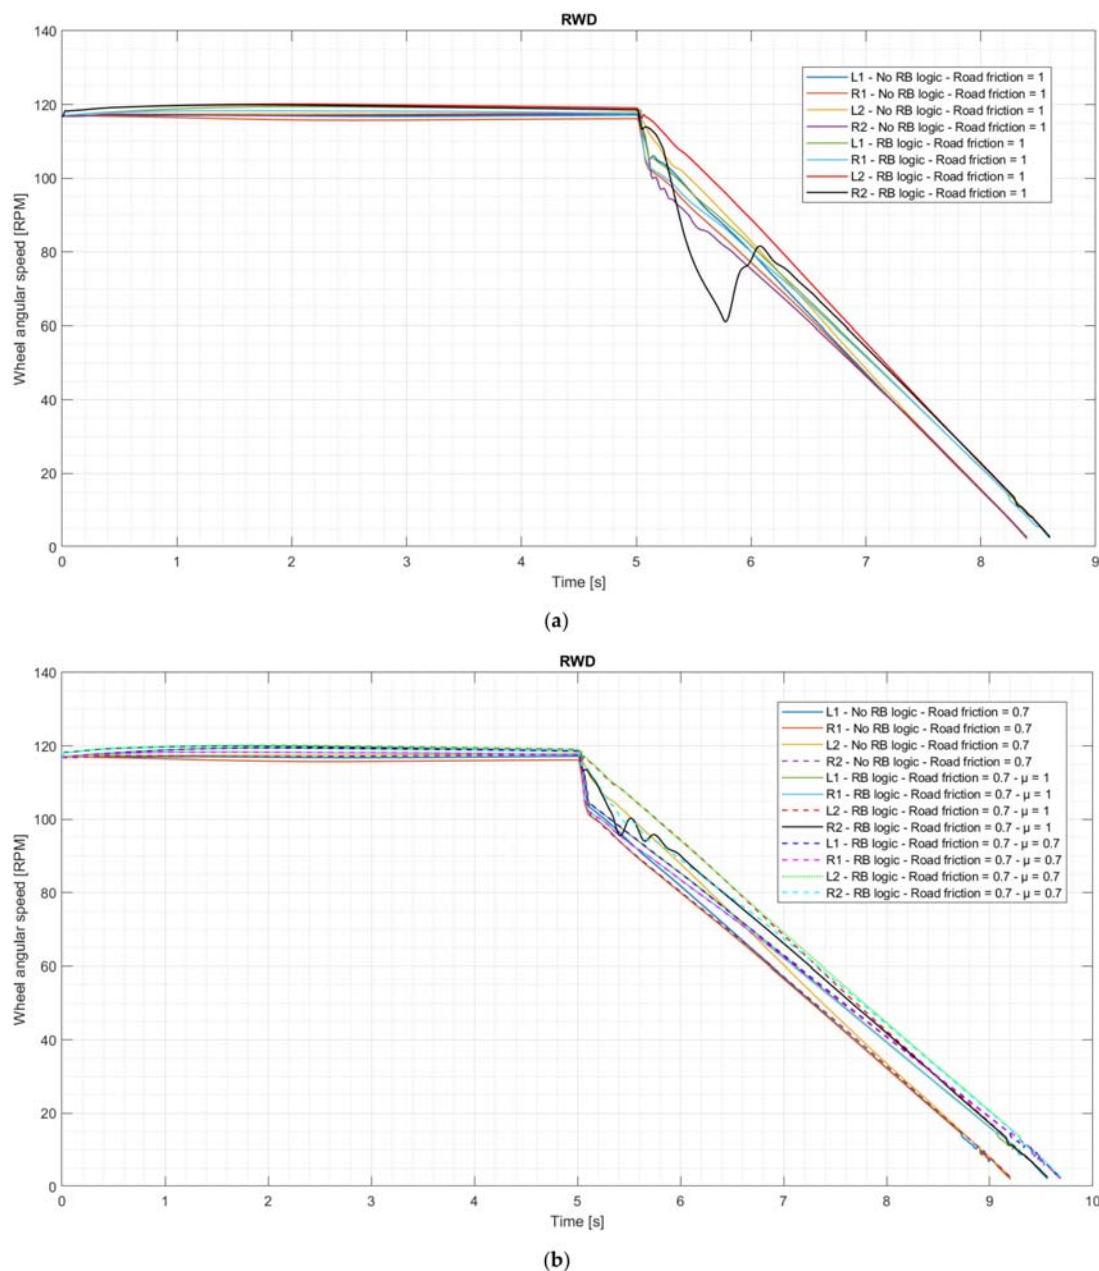 RWD
140
120
100
80
60
40
20
0
Wheel angular speed [RPM]
L1 - No RB logic - Road friction = 1
R1 - No RB logic - Road friction = 1
L2 - No RB logic - Road friction = 1
R2 - No RB logic - Road friction = 1
L1 - RB logic - Road friction = 1
R1 - RB logic - Road friction = 1
L2 - RB logic - Road friction = 1
R2 - RB logic - Road friction = 1
0 1 2 3 4 5 6 7 8 9
Time [s]
(a)
RWD
140
120
100
80
60
40
20
0
Wheel angular speed [RPM]
L1 - No RB logic - Road friction = 0.7
R1 - No RB logic - Road friction = 0.7
L2 - No RB logic - Road friction = 0.7
R2 - No RB logic - Road friction = 0.7
L1 - RB logic - Road friction = 0.7 - µ = 1
R1 - RB logic - Road friction = 0.7 - µ = 1
L2 - RB logic - Road friction = 0.7 - µ = 1
R2 - RB logic - Road friction = 0.7 - µ = 1
L1 - RB logic - Road friction = 0.7 - µ = 0.7
R1 - RB logic - Road friction = 0.7 - µ = 0.7
L2 - RB logic - Road friction = 0.7 - µ = 0.7
R2 - RB logic - Road friction = 0.7 - µ = 0.7
0 1 2 3 4 5 6 7 8 9 10
Time [s]
(b)